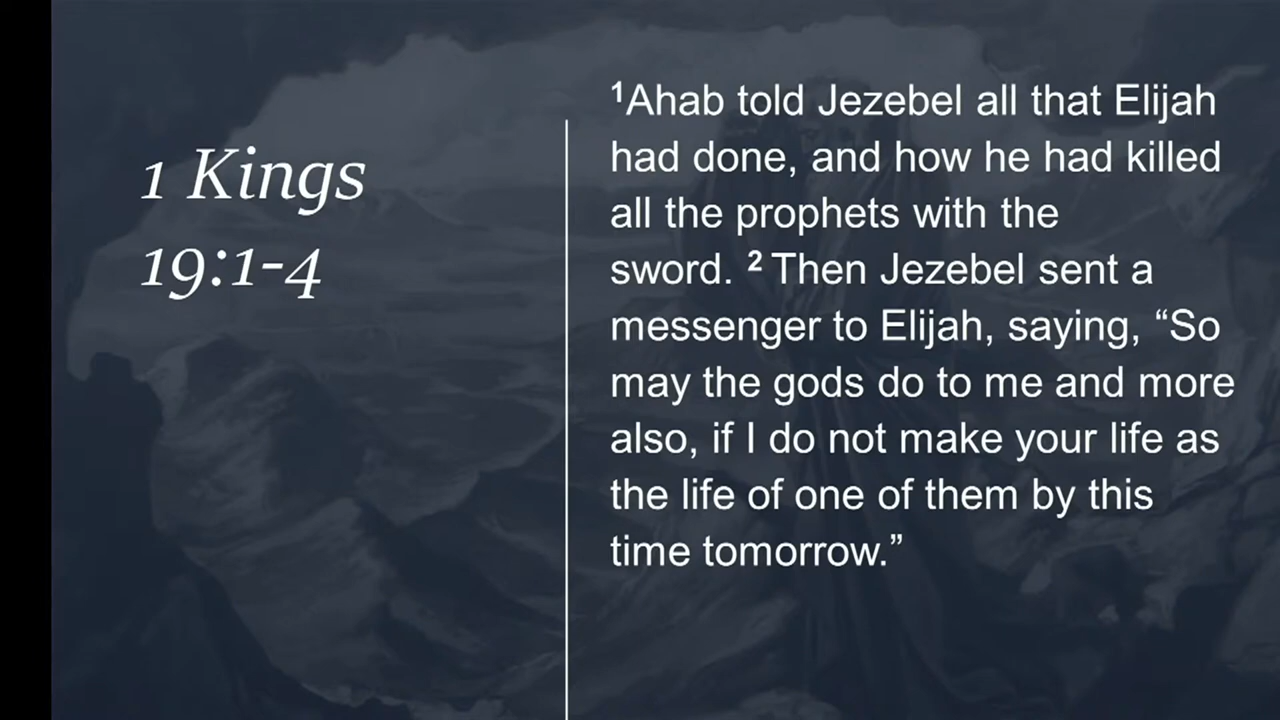 1 Kings
19:1-4
¹Ahab told Jezebel all that Elijah
had done, and how he had killed
all the prophets with the
sword. ² Then Jezebel sent a
messenger to Elijah, saying, “So
may the gods do to me and more
also, if I do not make your life as
the life of one of them by this
time tomorrow.”